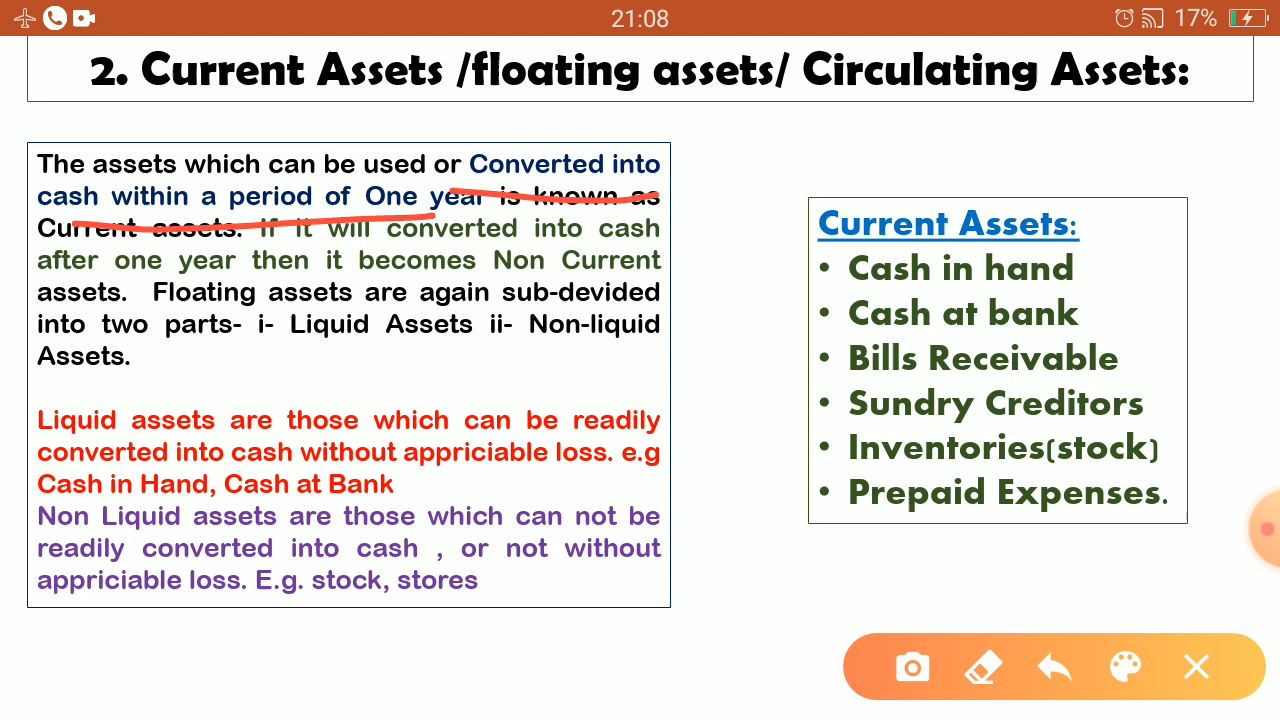 21:08
17%
2. Current Assets /floating assets/ Circulating Assets:
The assets which can be used or Converted into
cash within a period of One year is known as
Current assets. If it will converted into cash
after one year then it becomes Non Current
assets. Floating assets are again sub-devided
into two parts- i- Liquid Assets ii- Non-liquid
Assets.
Liquid assets are those which can be readily
converted into cash without appriciable loss. e.g
Cash in Hand, Cash at Bank
Non Liquid assets are those which can not be
readily converted into cash , or not without
appriciable loss. E.g. stock, stores
Current Assets:
• Cash in hand
• Cash at bank
• Bills Receivable
• Sundry Creditors
• Inventories(stock)
• Prepaid Expenses.